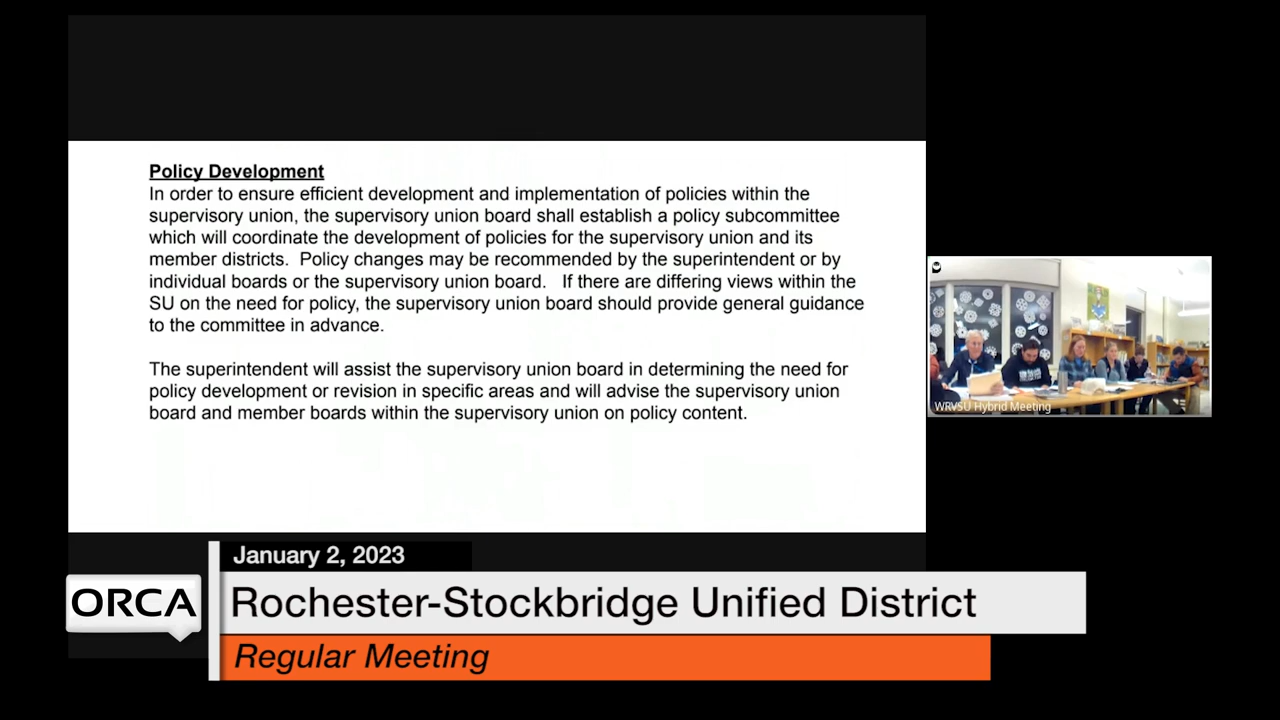 Policy Development
In order to ensure efficient development and implementation of policies within the
supervisory union, the supervisory union board shall establish a policy subcommittee
which will coordinate the development of policies for the supervisory union and its
member districts.  Policy changes may be recommended by the superintendent or by
individual boards or the supervisory union board.   If there are differing views within the
SU on the need for policy, the supervisory union board should provide general guidance
to the committee in advance.
The superintendent will assist the supervisory union board in determining the need for
policy development or revision in specific areas and will advise the supervisory union
board and member boards within the supervisory union on policy content.
WRVSU Hybrid Meeting
January 2, 2023
ORCA
Rochester-Stockbridge Unified District
Regular Meeting